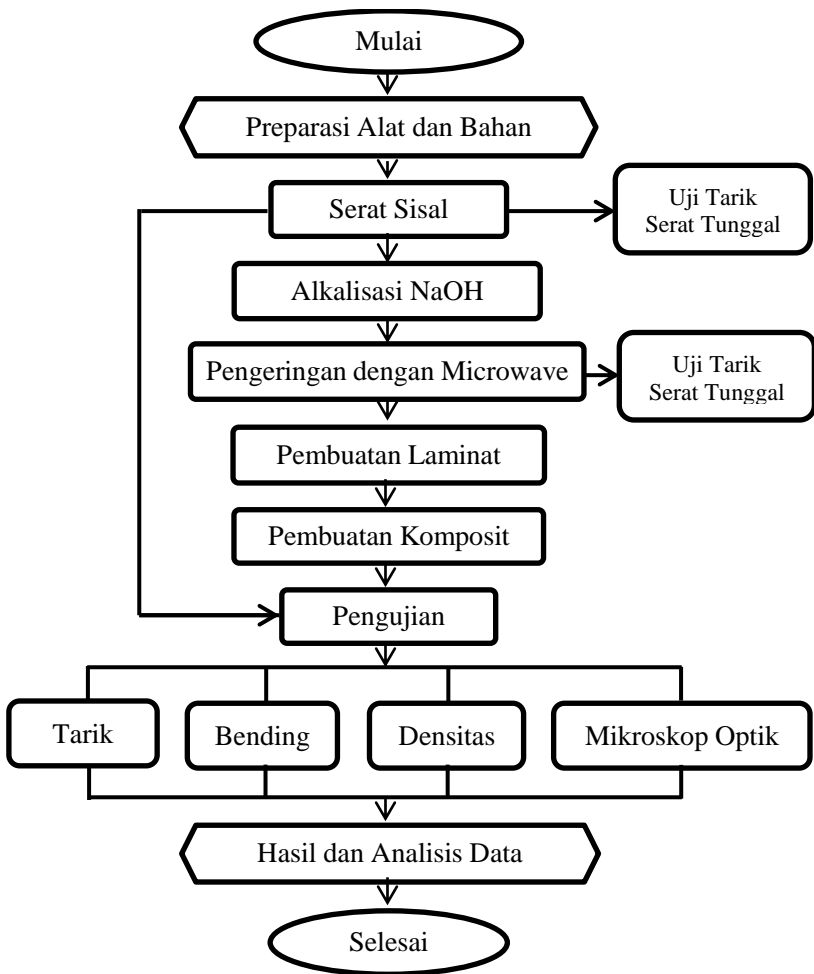 Mulai
Preparasi Alat dan Bahan
Serat Sisal
Uji Tarik
Serat Tunggal
Alkalisasi NaOH
Pengeringan dengan Microwave
Uji Tarik
Serat Tunggal
Pembuatan Laminat
Pembuatan Komposit
Pengujian
Tarik
Bending
Densitas
Mikroskop Optik
Hasil dan Analisis Data
Selesai